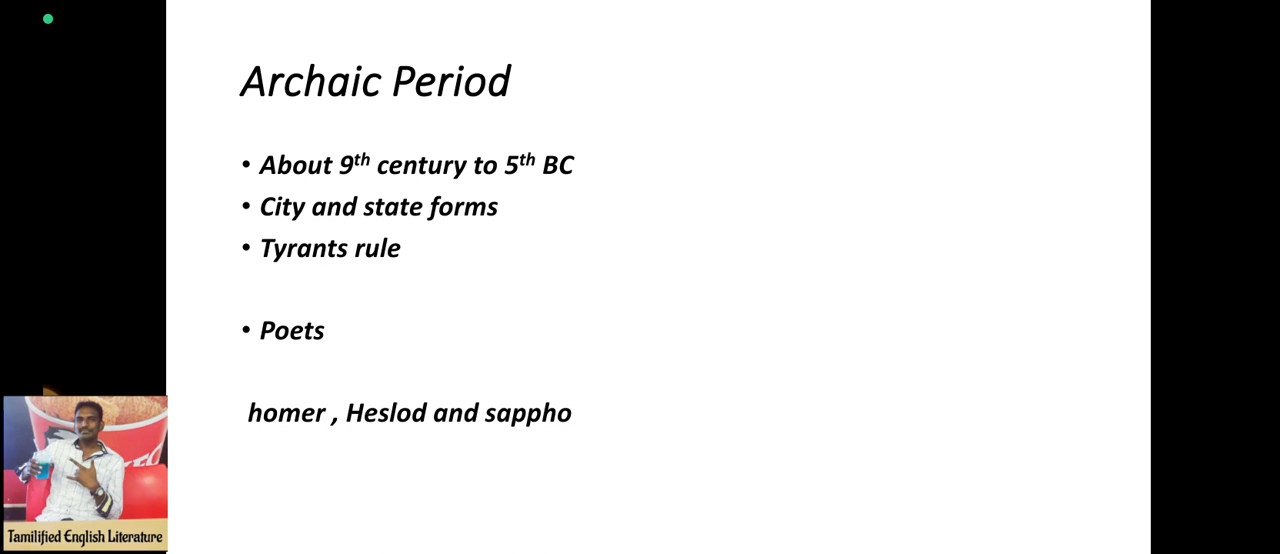 Archaic Period
• About 9th century to 5th BC
• City and state forms
• Tyrants rule
• Poets
homer , Heslod and sappho
Tamilified English Literature